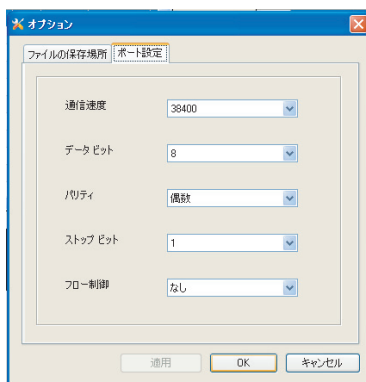 オプション
ファイルの保存場所 ポート設定
通信速度 38400
データ ビット 8
パリティ 偶数
ストップ ビット 1
フロー制御 なし
適用 OK キャンセル